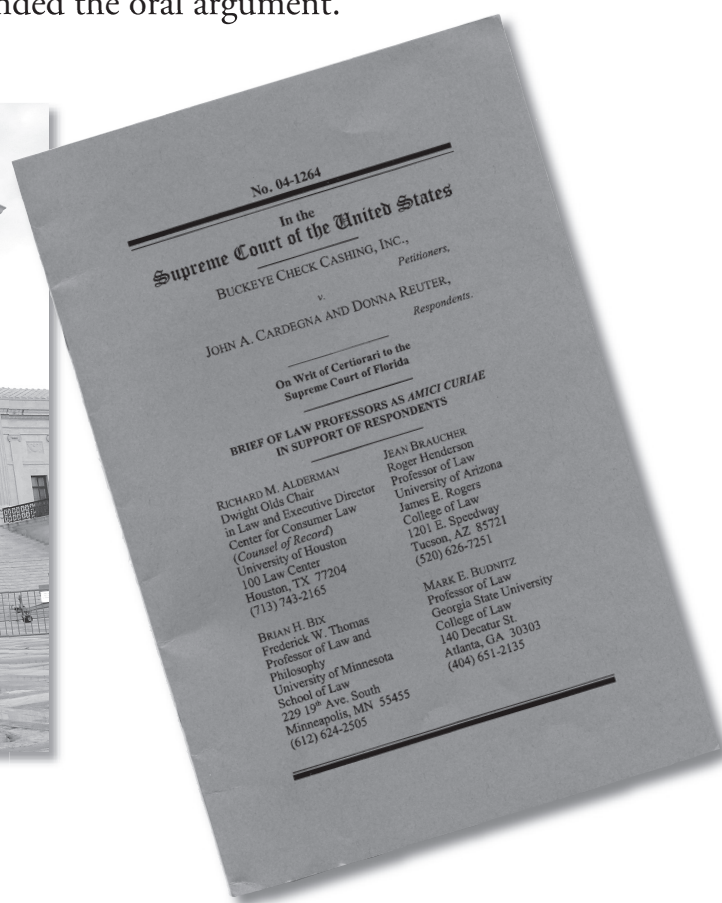 nded the oral argument.
No. 04-1264
In the
Supreme Court of the United States
BUCKEYE CHECK CASHING, INC.,
Petitioners,
v.
JOHN A. CARDEGNA AND DONNA REUTER,
Respondents.
On Writ of Certiorari to the
Supreme Court of Florida
BRIEF OF LAW PROFESSORS AS AMICI CURIAE
IN SUPPORT OF RESPONDENTS
RICHARD M. ALDERMAN
Dwight Olds Chair
in Law and Executive Director
Center for Consumer Law
(Counsel of Record)
University of Houston
100 Law Center
Houston, TX 77204
(713) 743-2165
BRIAN H. BIX
Frederick W. Thomas
Professor of Law and
Philosophy
University of Minnesota
School of Law
229 19th Ave. South
Minneapolis, MN 55455
(612) 624-2505
JEAN BRAUCHER
Roger Henderson
Professor of Law
University of Arizona
James E. Rogers
College of Law
1201 E. Speedway
Tucson, AZ 85721
(520) 626-7251
MARK E. BUDNITZ
Professor of Law
Georgia State University
College of Law
140 Decatur St.
Atlanta, GA 30303
(404) 651-2135